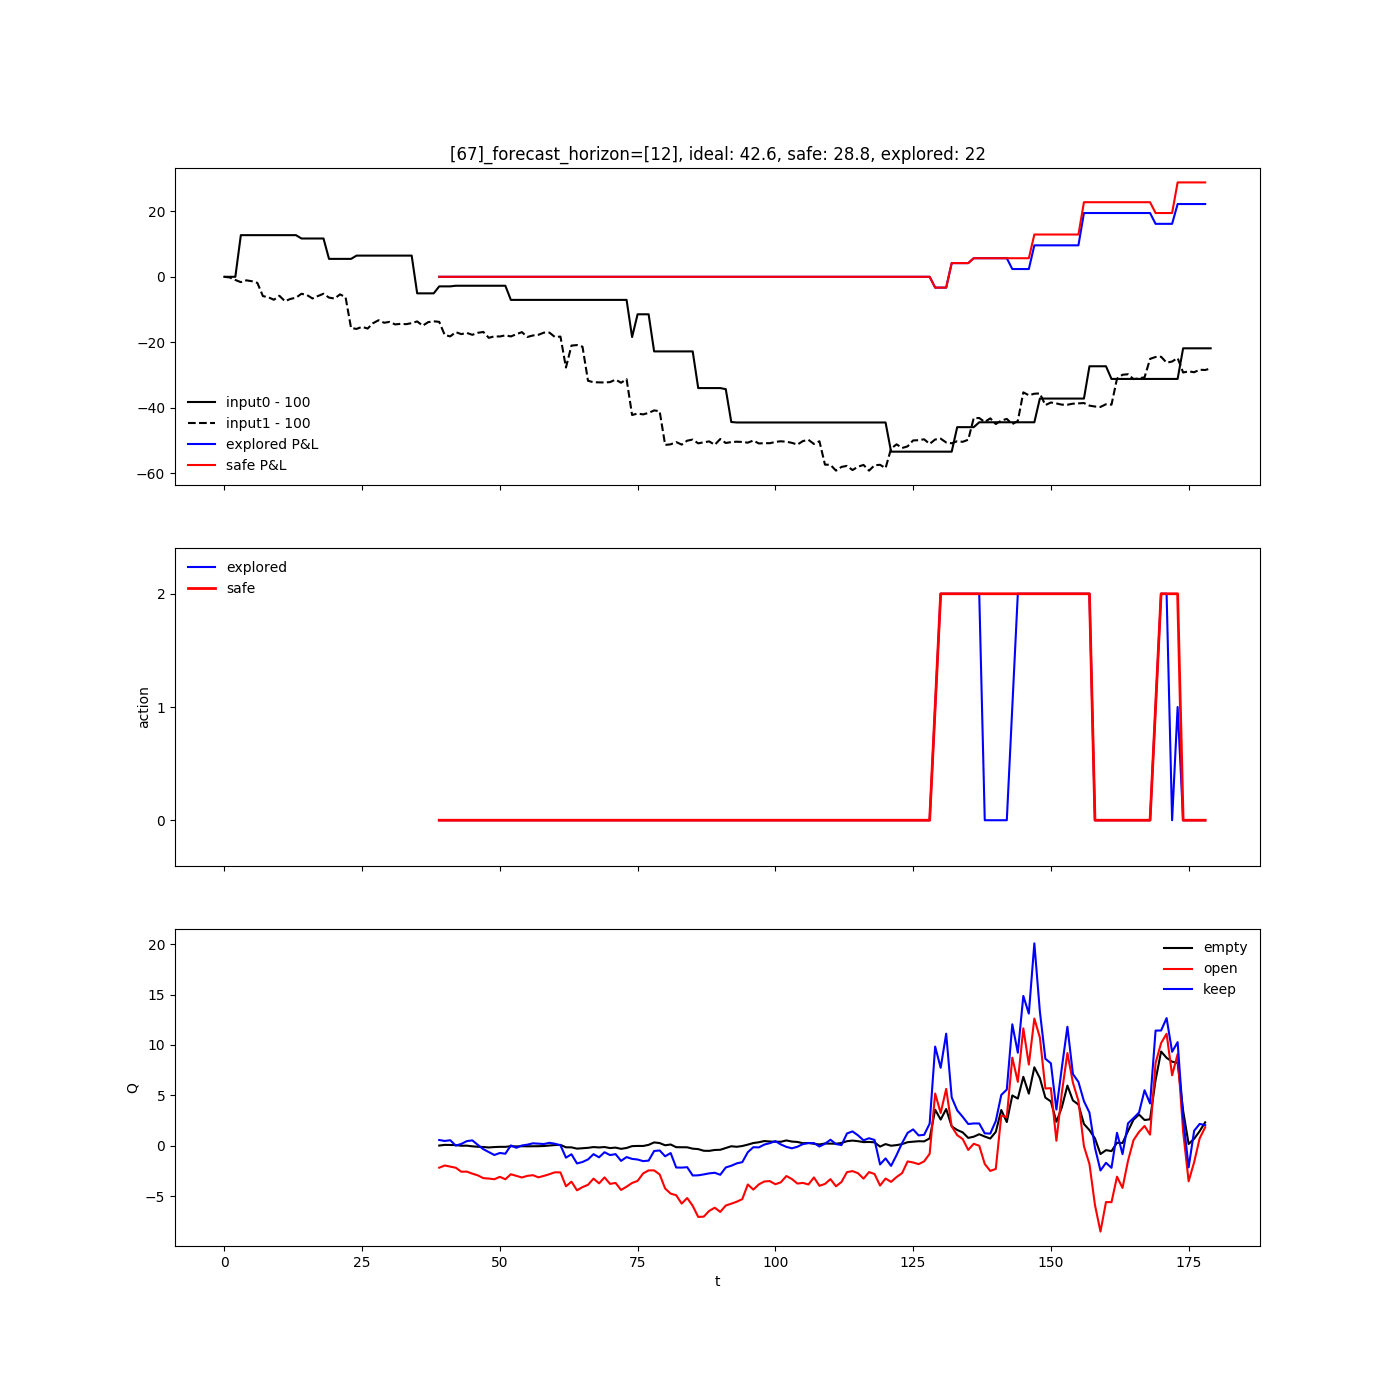 [67]_forecast_horizon=[12], ideal: 42.6, safe: 28.8, explored: 22
20
0
−20
−40
−60
input0 - 100
input1 - 100
explored P&L
safe P&L
explored
safe
2
1
0
action
empty
open
keep
20
15
10
5
0
−5
Q
0
25
50
75
100
125
150
175
t